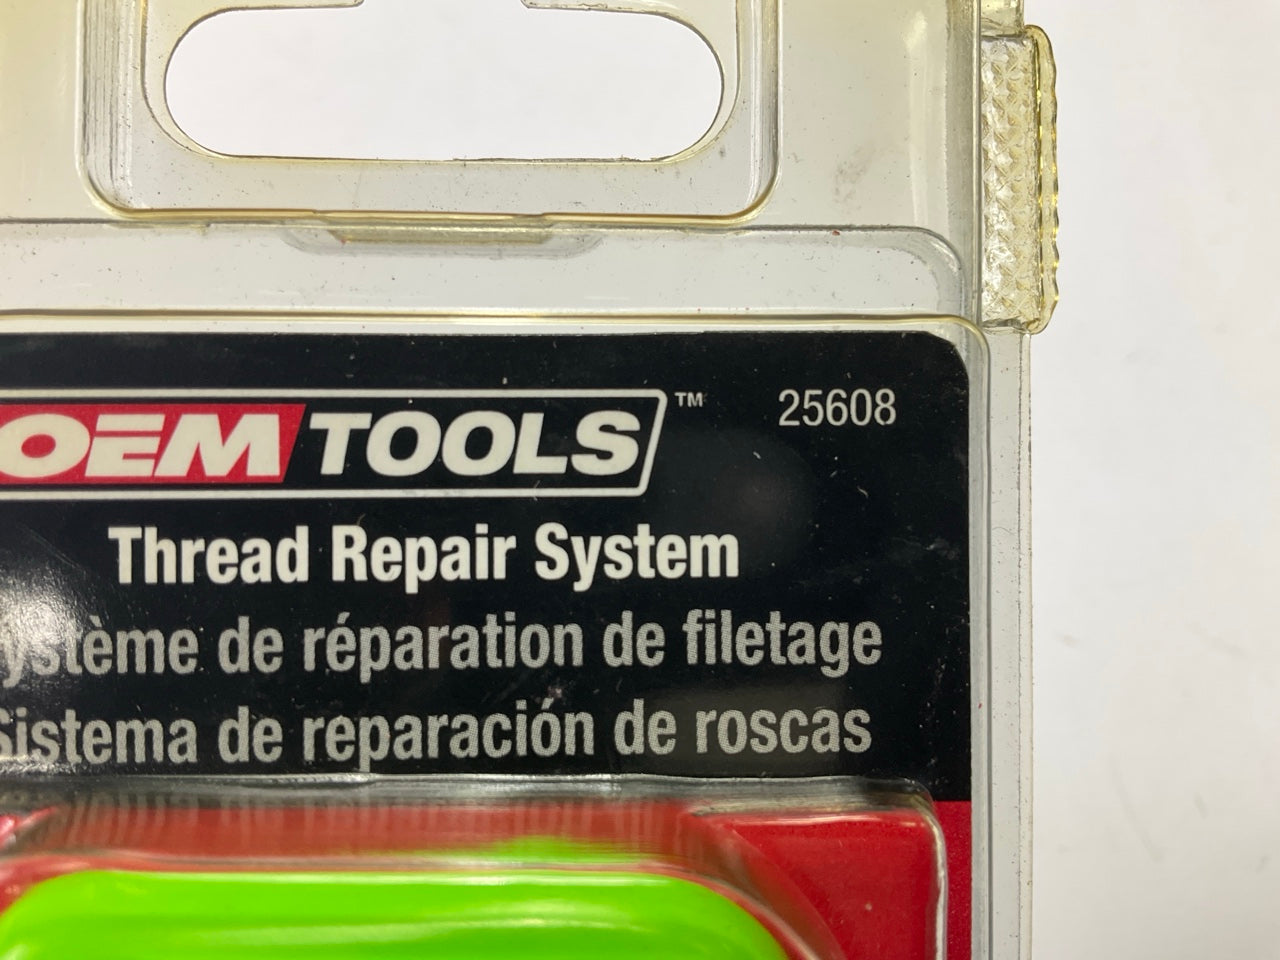 OEM TOOLS™ 25608
Thread Repair System
ystème de réparation de filetage
Sistema de reparación de roscas